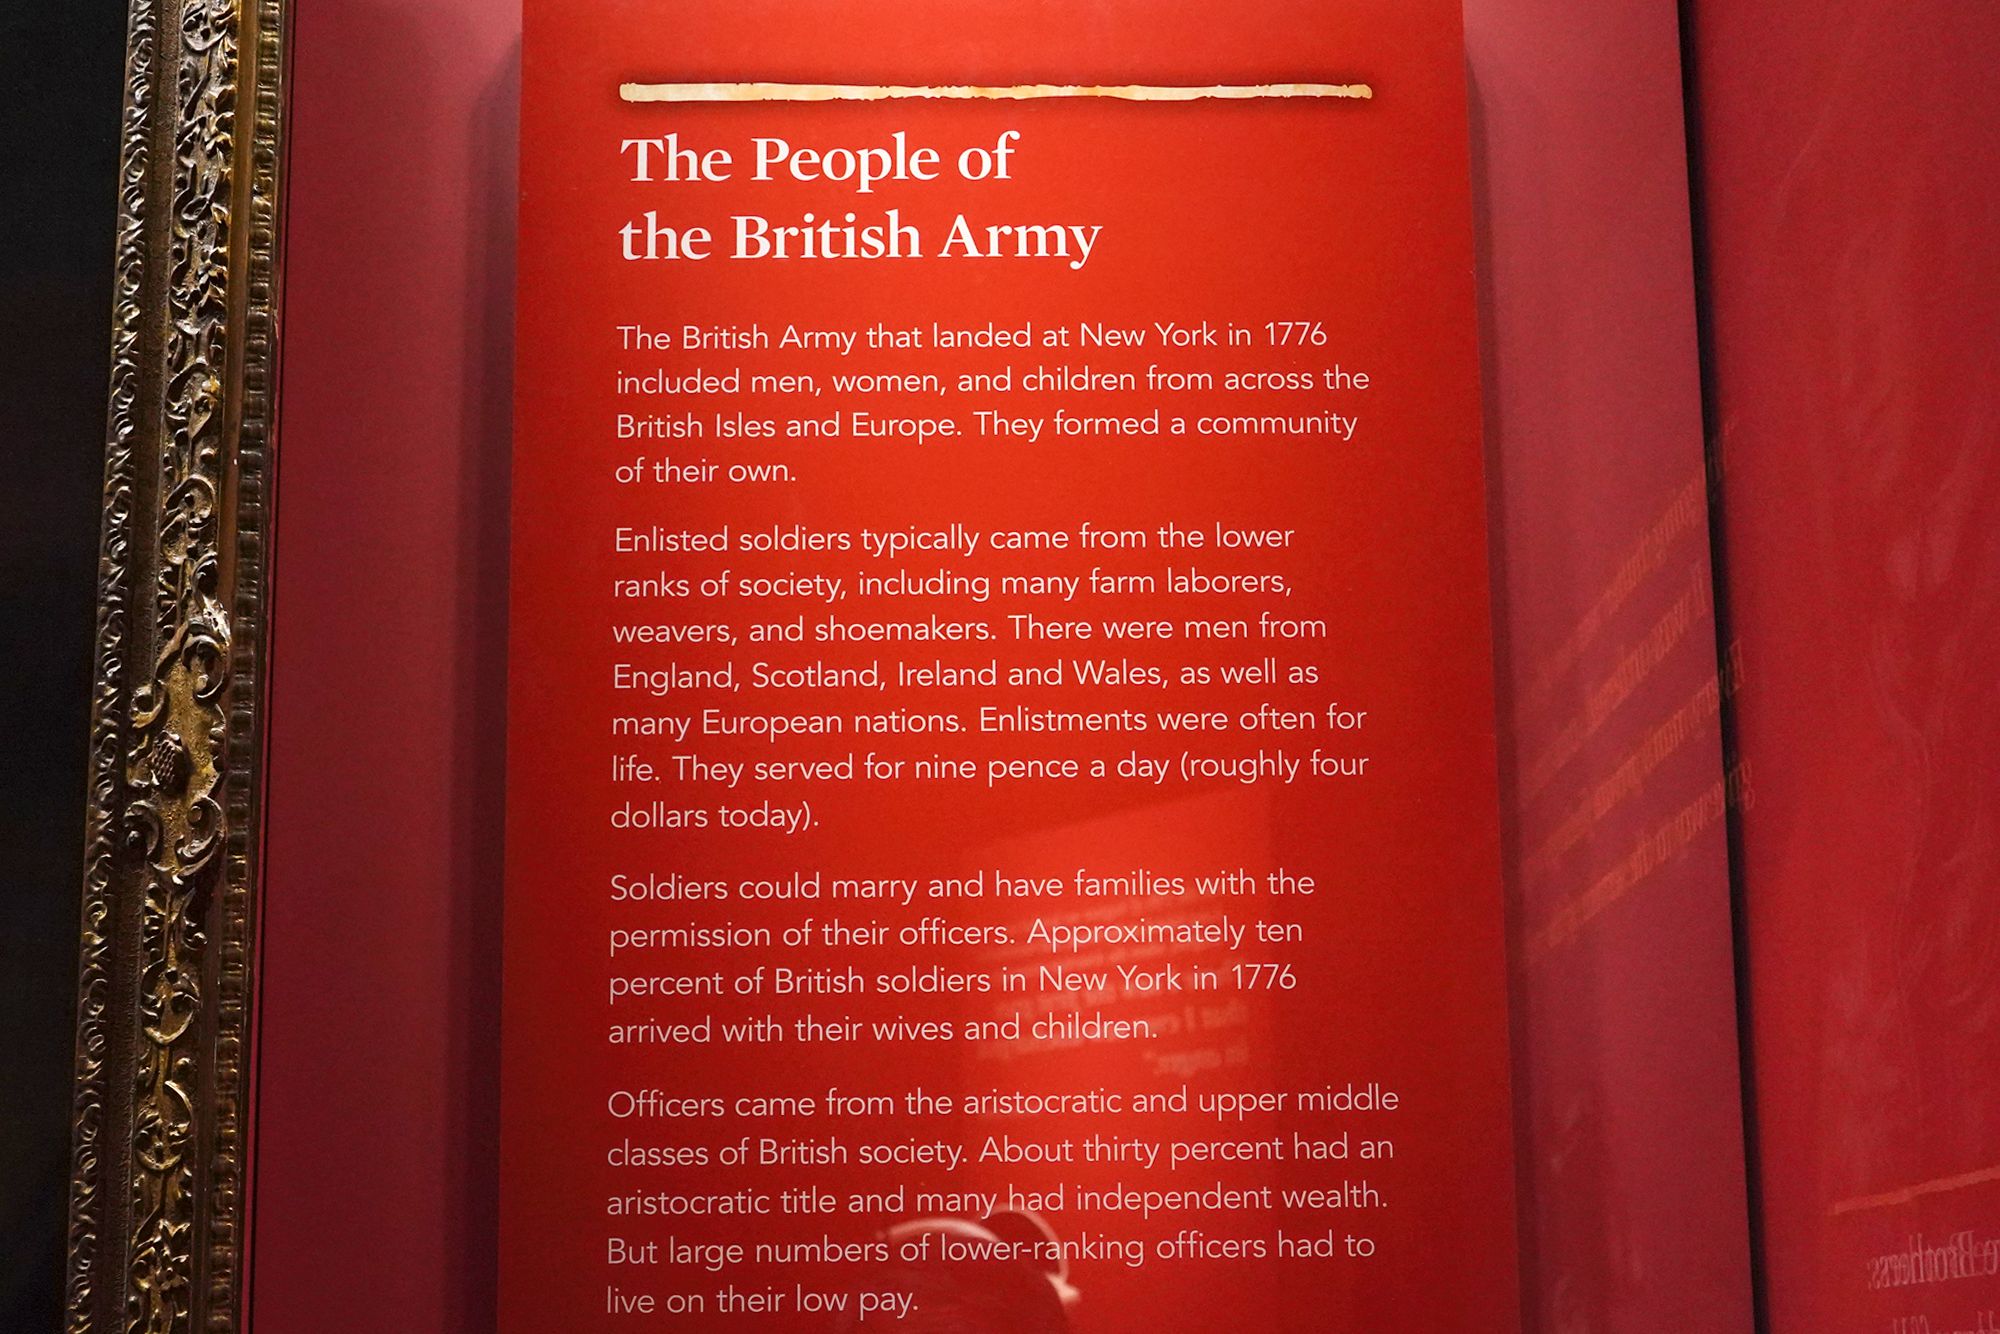 The People of
the British Army
The British Army that landed at New York in 1776
included men, women, and children from across the
British Isles and Europe. They formed a community
of their own.
Enlisted soldiers typically came from the lower
ranks of society, including many farm laborers,
weavers, and shoemakers. There were men from
England, Scotland, Ireland and Wales, as well as
many European nations. Enlistments were often for
life. They served for nine pence a day (roughly four
dollars today).
Soldiers could marry and have families with the
permission of their officers. Approximately ten
percent of British soldiers in New York in 1776
arrived with their wives and children.
Officers came from the aristocratic and upper middle
classes of British society. About thirty percent had an
aristocratic title and many had independent wealth.
But large numbers of lower-ranking officers had to
live on their low pay.